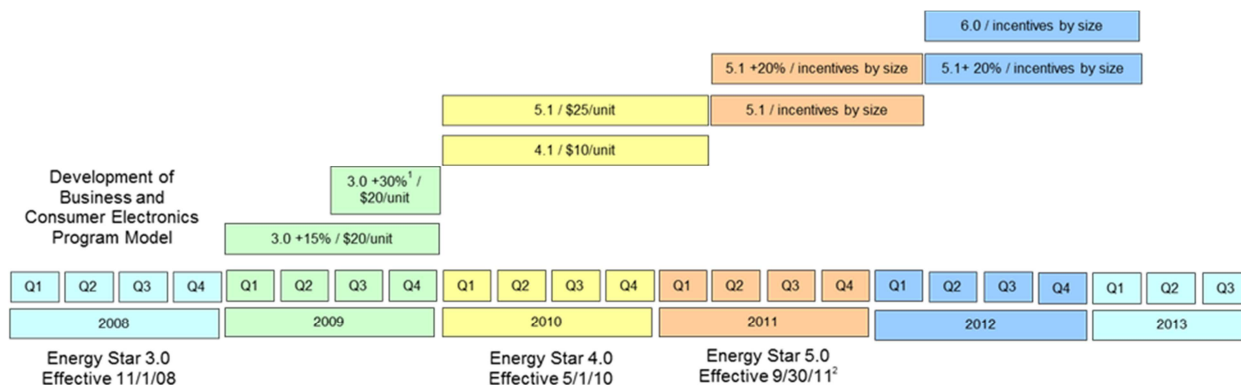 6.0 / incentives by size
5.1 +20% / incentives by size
5.1+ 20% / incentives by size
5.1 / $25/unit
5.1 / incentives by size
4.1 / $10/unit
Development of
Business and
Consumer Electronics
Program Model
3.0 +30%¹ /
$20/unit
3.0 +15% / $20/unit
Q1 Q2 Q3 Q4 Q1 Q2 Q3 Q4 Q1 Q2 Q3 Q4 Q1 Q2 Q3 Q4 Q1 Q2 Q3 Q4 Q1 Q2 Q3
2008 2009 2010 2011 2012 2013
Energy Star 3.0
Effective 11/1/08
Energy Star 4.0
Effective 5/1/10
Energy Star 5.0
Effective 9/30/11²